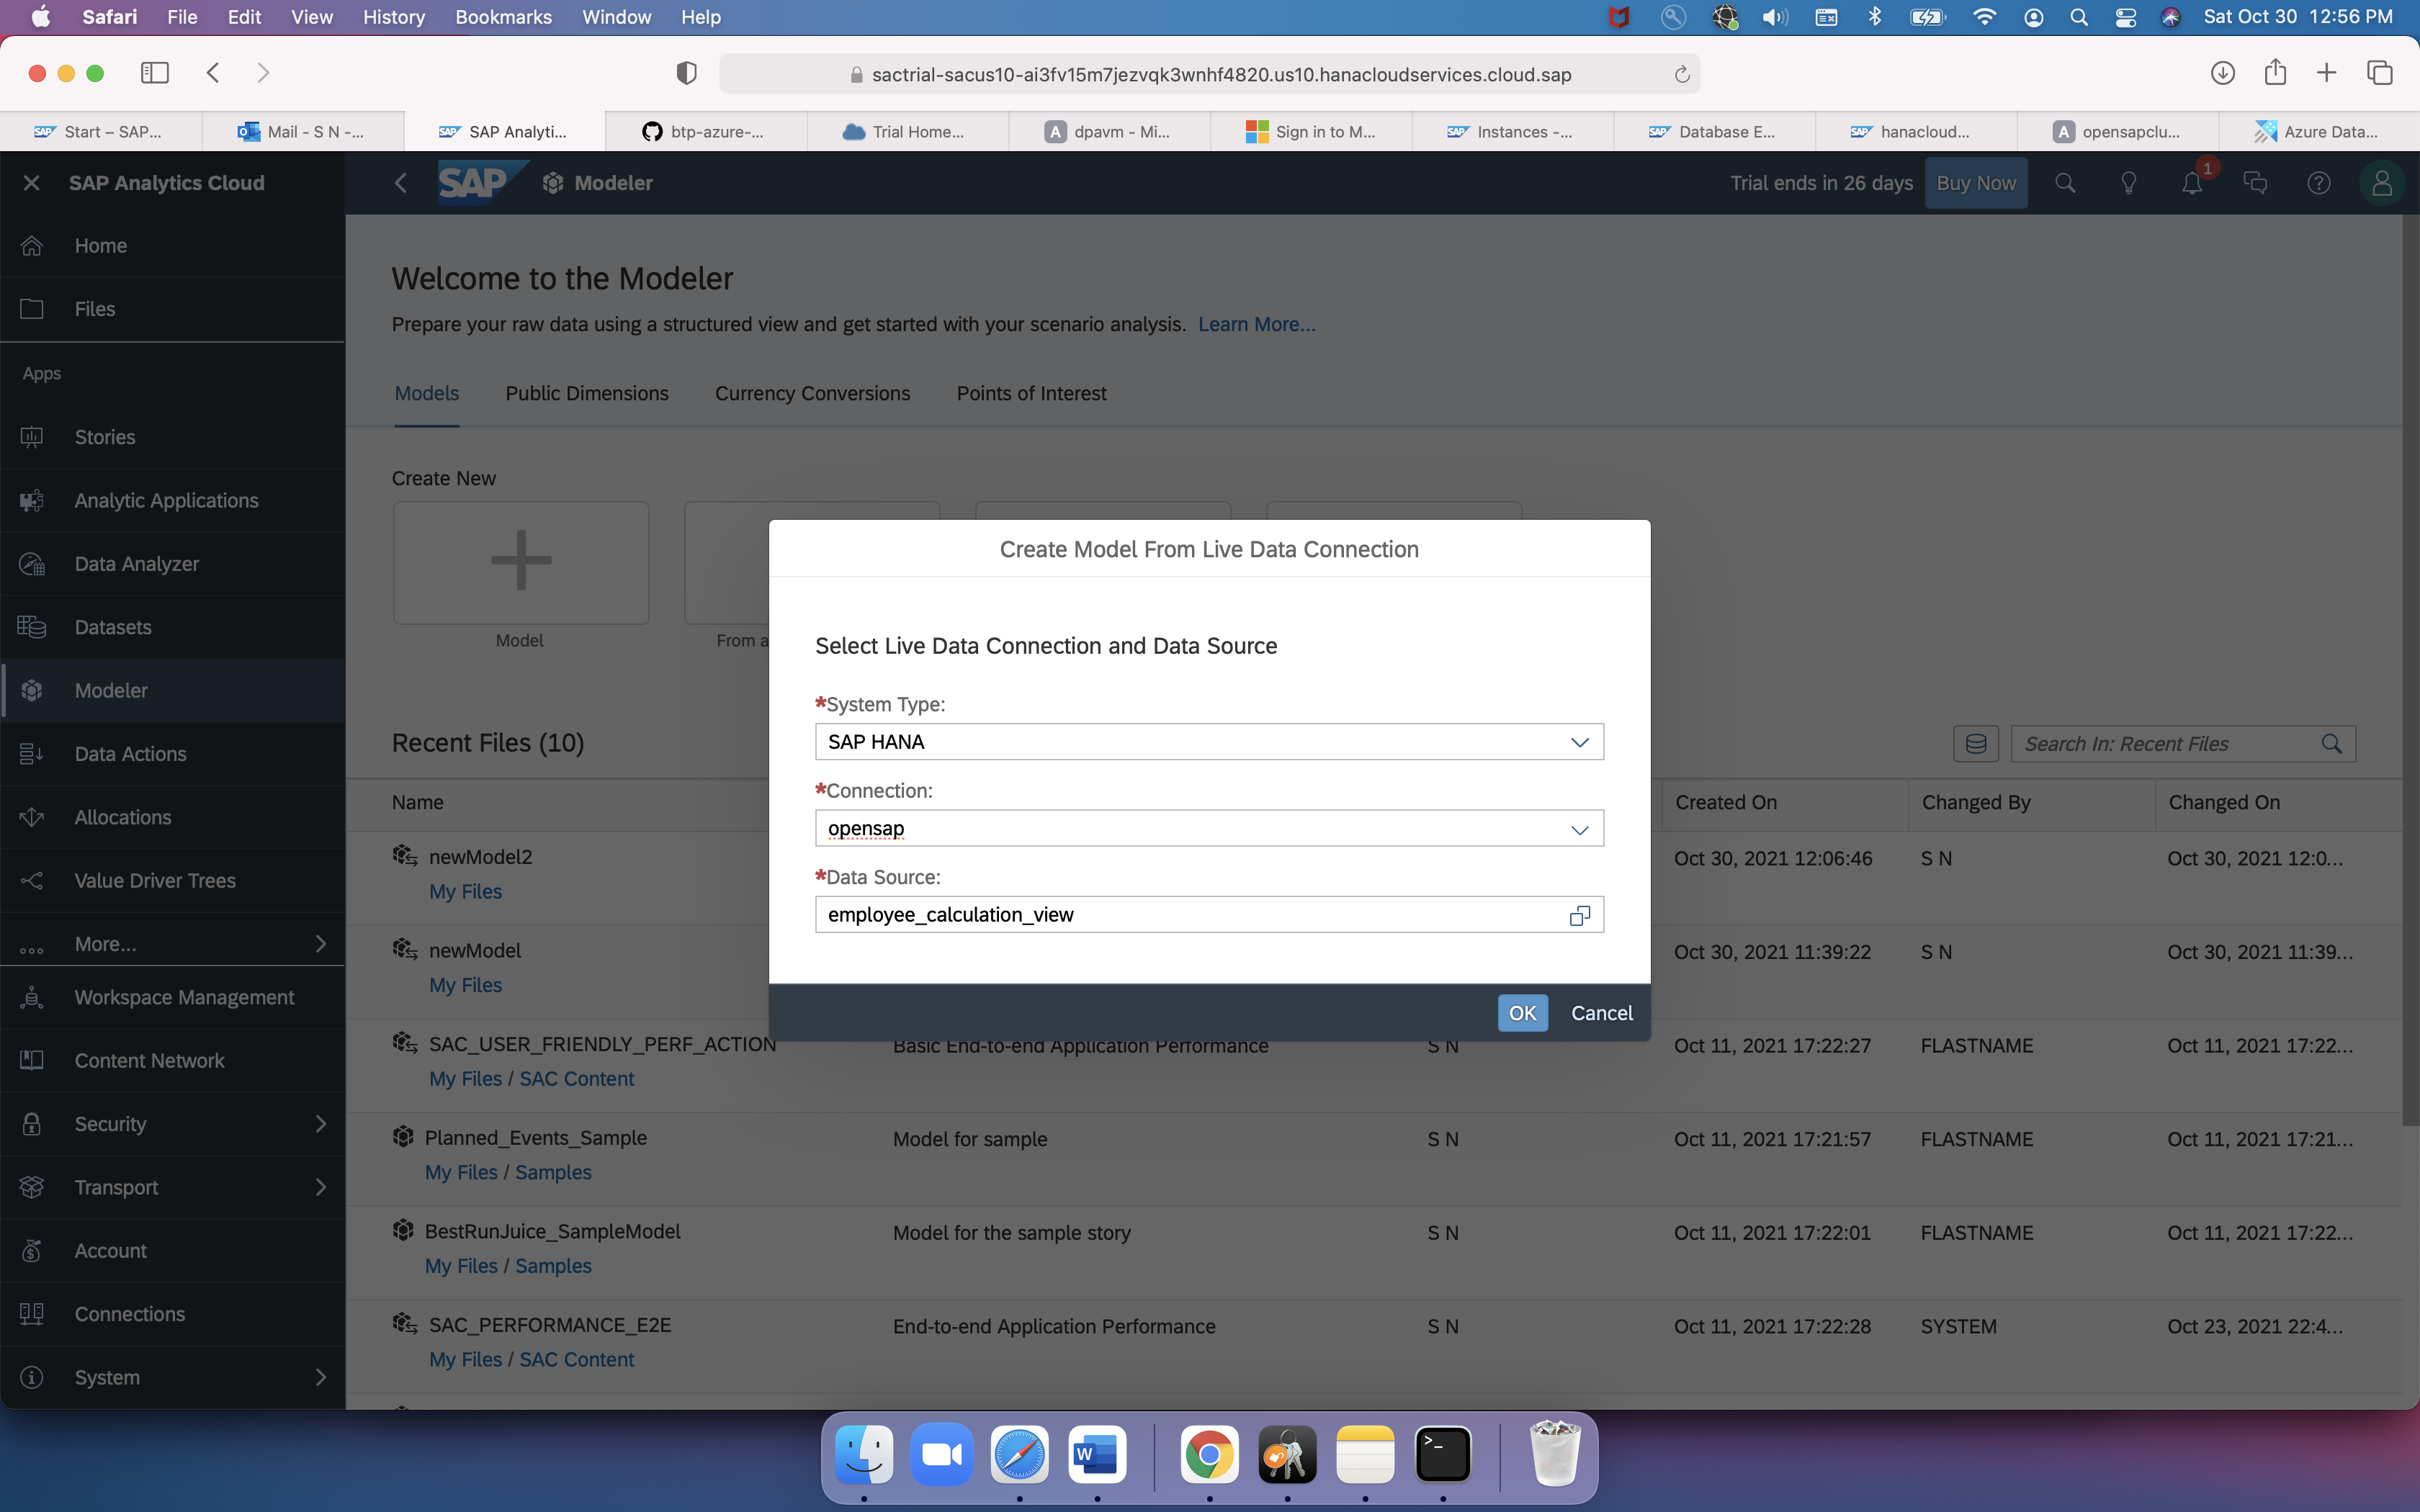 Safari File Edit View History Bookmarks Window Help Sat Oct 30 12:56 PM
sactrial-sacus10-ai3fv15m7jezvqk3wnhf4820.us10.hanacloudservices.cloud.sap
SAP Start – SAP... Mail - S N -... SAP SAP Analyti... btp-azure-... Trial Home... A dpavm - Mi... Sign in to M... SAP Instances -... SAP Database E... SAP hanacloud... A opensapclu... Azure Data...
SAP Analytics Cloud
SAP Modeler
Trial ends in 26 days Buy Now 1
Home
Files
Apps
Stories
Analytic Applications
Data Analyzer
Datasets
Modeler
Data Actions
Allocations
Value Driver Trees
More...
Workspace Management
Content Network
Security
Transport
Account
Connections
System
Welcome to the Modeler
Prepare your raw data using a structured view and get started with your scenario analysis. Learn More...
Models Public Dimensions Currency Conversions Points of Interest
Create New
Model From a
Recent Files (10)
Search In: Recent Files
Name Created On Changed By Changed On
newModel2 Oct 30, 2021 12:06:46 S N Oct 30, 2021 12:0...
My Files
newModel Oct 30, 2021 11:39:22 S N Oct 30, 2021 11:39...
My Files
SAC_USER_FRIENDLY_PERF_ACTION Basic End-to-end Application Performance S N Oct 11, 2021 17:22:27 FLASTNAME Oct 11, 2021 17:22...
My Files / SAC Content
Planned_Events_Sample Model for sample S N Oct 11, 2021 17:21:57 FLASTNAME Oct 11, 2021 17:21...
My Files / Samples
BestRunJuice_SampleModel Model for the sample story S N Oct 11, 2021 17:22:01 FLASTNAME Oct 11, 2021 17:22...
My Files / Samples
SAC_PERFORMANCE_E2E End-to-end Application Performance S N Oct 11, 2021 17:22:28 SYSTEM Oct 23, 2021 22:4...
My Files / SAC Content
Create Model From Live Data Connection
Select Live Data Connection and Data Source
*System Type:
SAP HANA
*Connection:
opensap
*Data Source:
employee_calculation_view
OK Cancel
W
>_